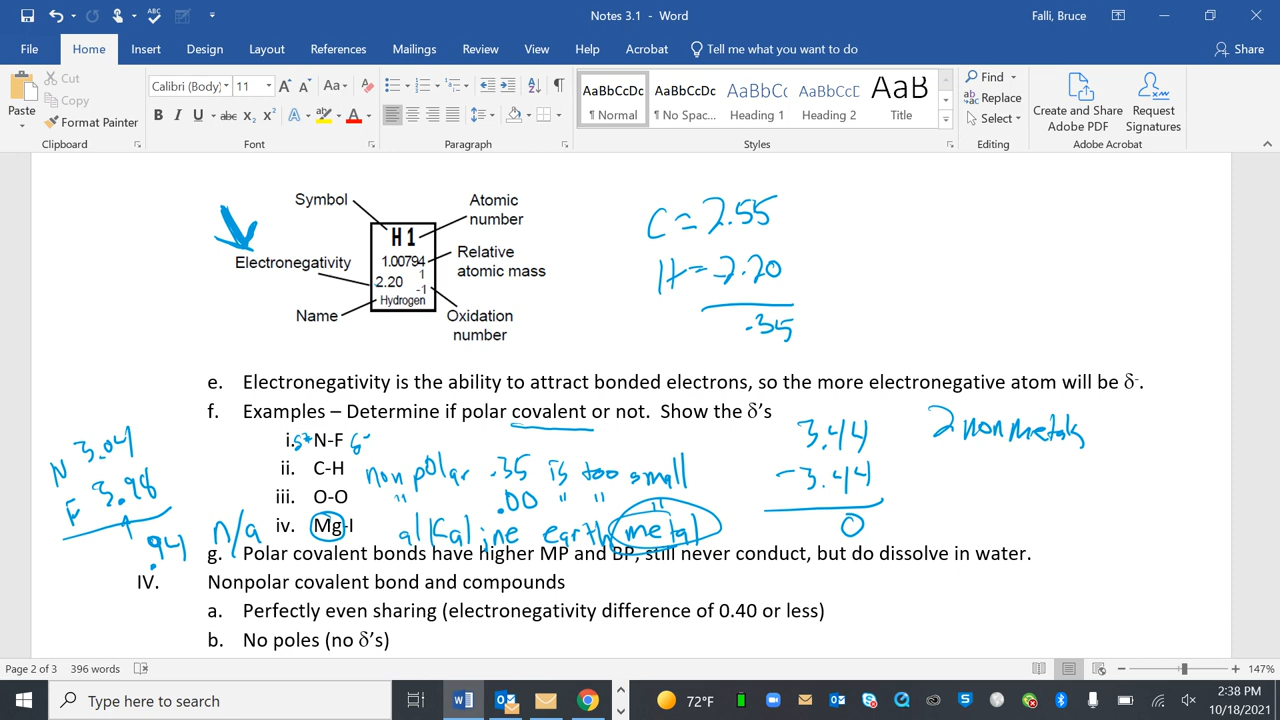 Notes 3.1 - Word
Falli, Bruce
File Home Insert Design Layout References Mailings Review View Help Acrobat Tell me what you want to do Share
Paste
Cut
Copy
Format Painter
Calibri (Body) 11
AaBbCcDc AaBbCcDc AaBbCc AaBbCcD AaB
¶ Normal ¶ No Spac... Heading 1 Heading 2 Title
Find
Replace
Select
Create and Share Adobe PDF
Request Signatures
Clipboard Font Paragraph Styles Editing Adobe Acrobat
Symbol
Atomic number
H 1
Electronegativity
1.00794
Relative atomic mass
2.20
1
-1
Hydrogen
Name
Oxidation number
C = 2.55
H = -2.20
.35
e. Electronegativity is the ability to attract bonded electrons, so the more electronegative atom will be δ-.
f. Examples – Determine if polar covalent or not. Show the δ's
i. δ+ N-F δ-
ii. C-H nonpolar .35 is too small
iii. O-O " .00 " " "
n/a iv. Mg-I alkaline earth metal
N 3.04
F 3.98
.94
3.44
-3.44
0
2 nonmetals
g. Polar covalent bonds have higher MP and BP, still never conduct, but do dissolve in water.
IV. Nonpolar covalent bond and compounds
a. Perfectly even sharing (electronegativity difference of 0.40 or less)
b. No poles (no δ's)
Page 2 of 3 396 words 147%
Type here to search
72°F
2:38 PM
10/18/2021